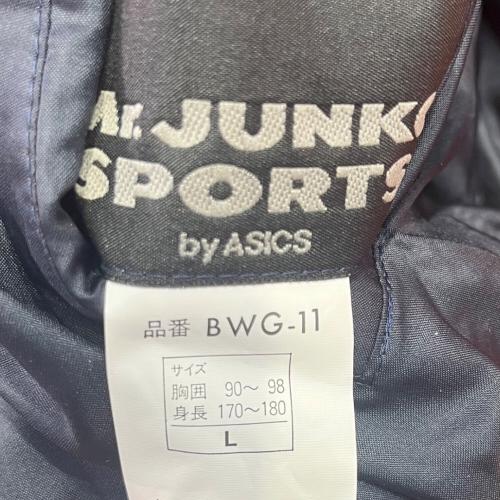 Mr. JUNKO
SPORTS
by ASICS
品番 BWG-11
サイズ
胸囲 90〜 98
身長 170〜180
L